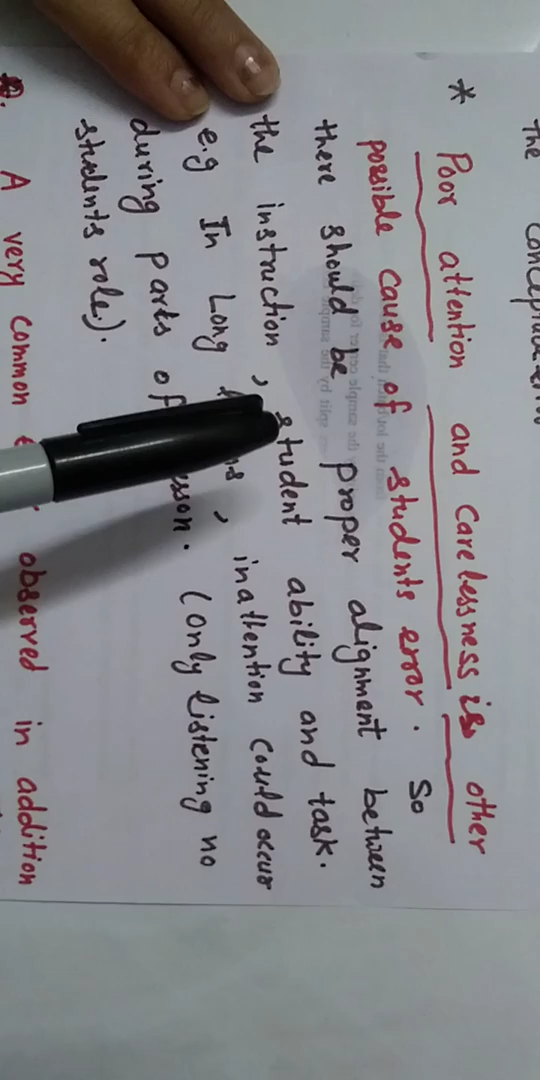 the
* Poor attention and carelessness is other
possible cause of students error. So
there should be proper alignment between
the instruction, student ability and task.
e.g In Long , inattention could occur
during parts of . (only listening no
students role).
A very common observed in addition